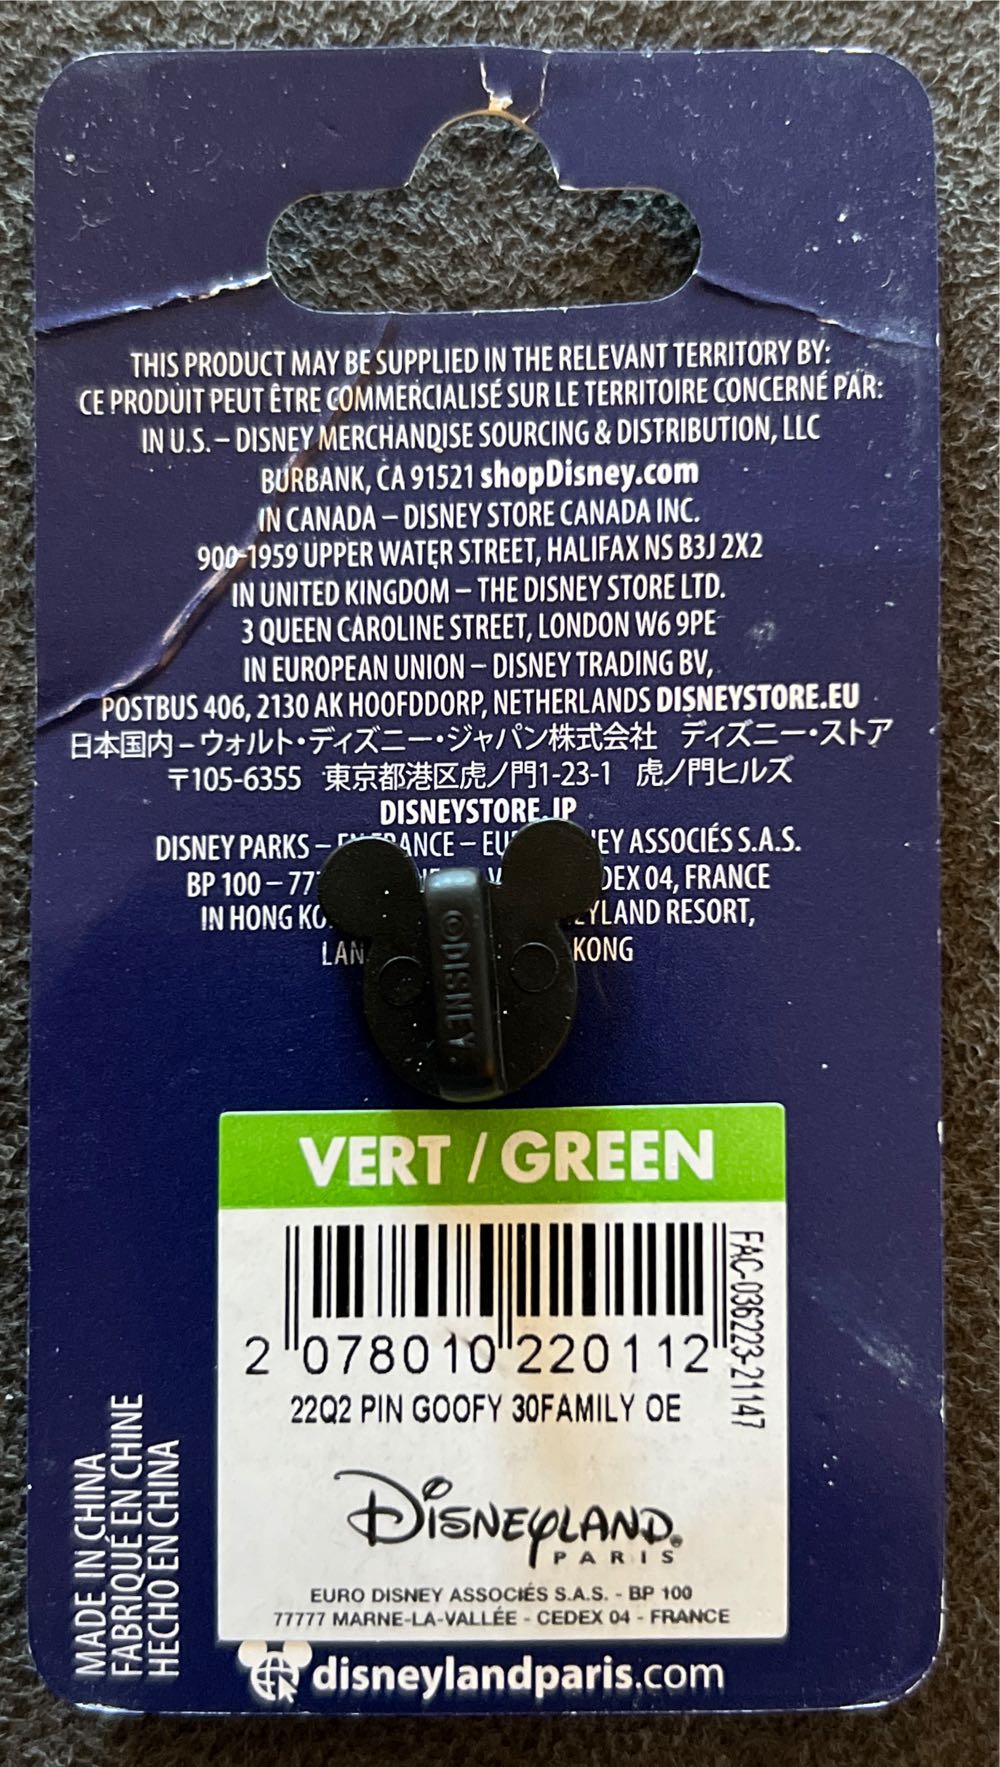 THIS PRODUCT MAY BE SUPPLIED IN THE RELEVANT TERRITORY BY:
CE PRODUIT PEUT ÊTRE COMMERCIALISÉ SUR LE TERRITOIRE CONCERNÉ PAR:
IN U.S. – DISNEY MERCHANDISE SOURCING & DISTRIBUTION, LLC
BURBANK, CA 91521 shopDisney.com
IN CANADA – DISNEY STORE CANADA INC.
900-1959 UPPER WATER STREET, HALIFAX NS B3J 2X2
IN UNITED KINGDOM – THE DISNEY STORE LTD.
3 QUEEN CAROLINE STREET, LONDON W6 9PE
IN EUROPEAN UNION – DISNEY TRADING BV,
POSTBUS 406, 2130 AK HOOFDDORP, NETHERLANDS DISNEYSTORE.EU
日本国内 – ウォルト・ディズニー・ジャパン株式会社 ディズニー・ストア
〒105-6355 東京都港区虎ノ門1-23-1 虎ノ門ヒルズ
DISNEYSTORE.JP
DISNEY PARKS – EN FRANCE – ASSOCIÉS S.A.S.
BP 100 – 04, FRANCE
IN HONG RESORT,
KONG
©DISNEY.
VERT / GREEN
2 078010 220112
FAC-036223-21147
22Q2 PIN GOOFY 30FAMILY OE
Disneyland®
PARIS
EURO DISNEY ASSOCIÉS S.A.S. - BP 100
77777 MARNE-LA-VALLÉE - CEDEX 04 - FRANCE
disneylandparis.com
MADE IN CHINA
FABRIQUÉ EN CHINE
HECHO EN CHINA